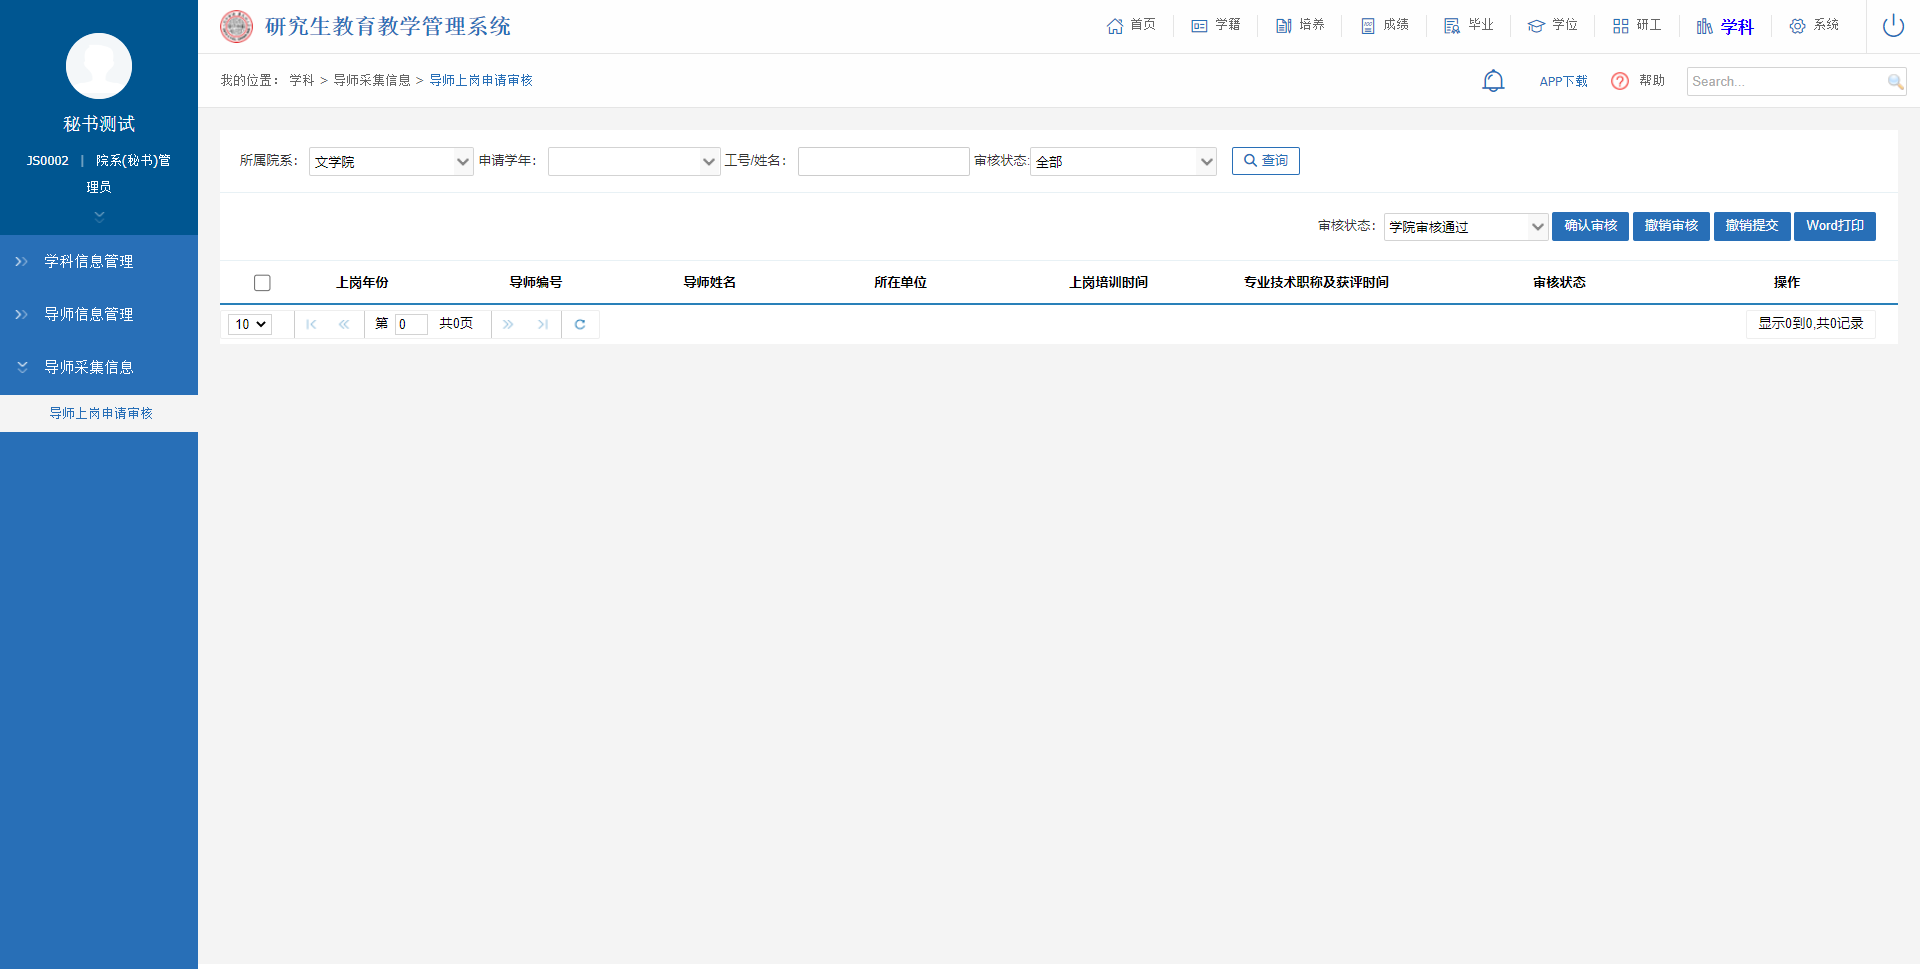 研究生教育教学管理系统
首页 学籍 培养 成绩 毕业 学位 研工 学科 系统
秘书测试
JS0002 | 院系(秘书)管
理员
我的位置： 学科 > 导师采集信息 > 导师上岗申请审核
APP下载 帮助 Search...
学科信息管理
导师信息管理
导师采集信息
导师上岗申请审核
所属院系： 文学院 申请学年： 工号/姓名： 审核状态: 全部 查询
审核状态： 学院审核通过 确认审核 撤销审核 撤销提交 Word打印
上岗年份 导师编号 导师姓名 所在单位 上岗培训时间 专业技术职称及获评时间 审核状态 操作
10 第 0 共0页 显示0到0,共0记录